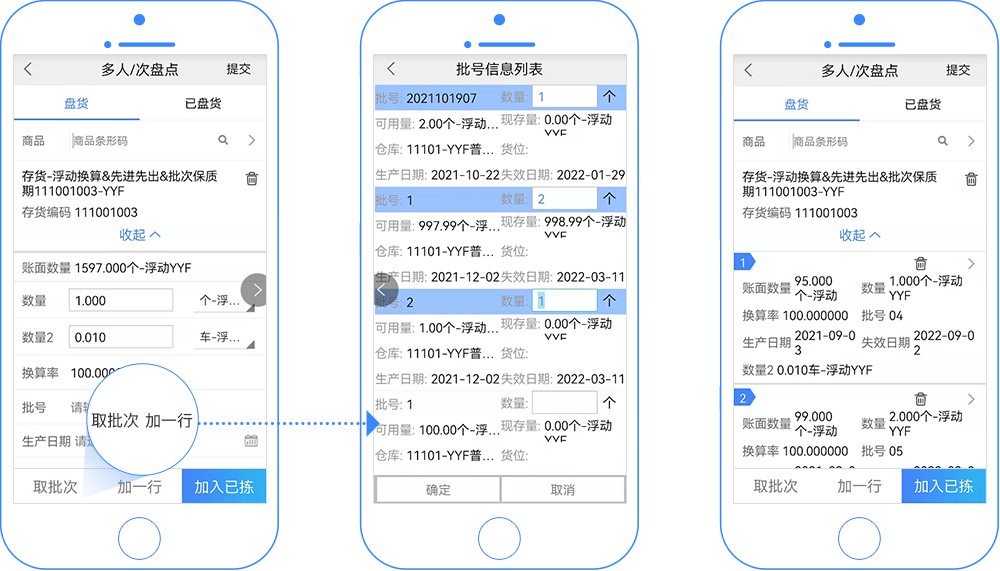 多人/次盘点
提交
盘货
已盘货
商品
商品条形码
存货-浮动换算&先进先出&批次保质
期111001003-YYF
存货编码 111001003
收起
账面数量 1597.000个-浮动YYF
数量
1.000
个-浮...
数量2
0.010
车-浮...
换算率
批号
取批次 加一行
生产日期
取批次
加一行
加入已拣
批号信息列表
批号: 2021101907 数量: 1 个
可用量: 2.00个-浮动... 现存量: 0.00个-浮动
YYF
仓库: 11101-YYF普... 货位:
生产日期: 2021-10-22 失效日期: 2022-01-29
批号: 1 数量: 2 个
可用量: 997.99个-浮... 现存量: 998.99个-浮动
YYF
仓库: 11101-YYF普... 货位:
生产日期: 2021-12-02 失效日期: 2022-03-11
批号: 2 数量: 1 个
可用量: 1.00个-浮动... 现存量: 0.00个-浮动
YYF
仓库: 11101-YYF普... 货位:
生产日期: 2021-12-02 失效日期: 2022-03-11
批号: 1 数量: 个
可用量: 100.00个-浮... 现存量: 0.00个-浮动
YYF
仓库: 11101-YYF普... 货位:
确定
取消
多人/次盘点
提交
盘货
已盘货
商品
商品条形码
存货-浮动换算&先进先出&批次保质
期111001003-YYF
存货编码 111001003
收起
1
账面数量 95.000
个-浮动
数量 1.000个-浮动
YYF
换算率 100.000000 批号 04
生产日期 2021-09-0
3
失效日期 2022-09-0
2
数量2 0.010车-浮动YYF
2
账面数量 99.000
个-浮动
数量 2.000个-浮动
YYF
换算率 100.000000 批号 05
取批次
加一行
加入已拣